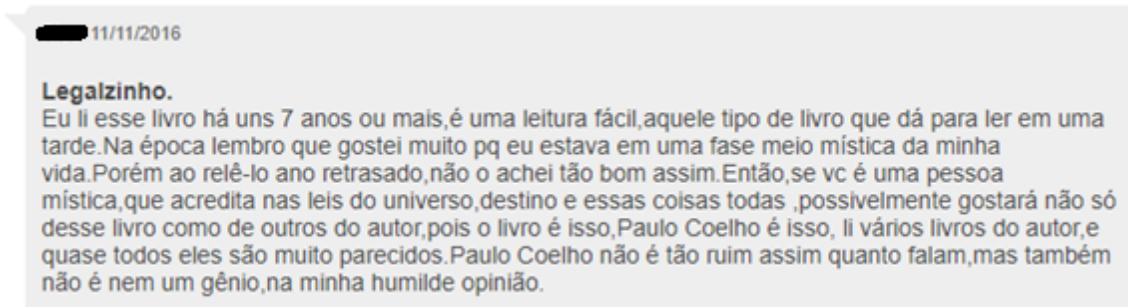 11/11/2016
Legalzinho.
Eu li esse livro há uns 7 anos ou mais,é uma leitura fácil,aquele tipo de livro que dá para ler em uma
tarde.Na época lembro que gostei muito pq eu estava em uma fase meio mística da minha
vida.Porém ao relê-lo ano retrasado,não o achei tão bom assim.Então,se vc é uma pessoa
mística,que acredita nas leis do universo,destino e essas coisas todas ,possivelmente gostará não só
desse livro como de outros do autor,pois o livro é isso,Paulo Coelho é isso, li vários livros do autor,e
quase todos eles são muito parecidos.Paulo Coelho não é tão ruim assim quanto falam,mas também
não é nem um gênio,na minha humilde opinião.